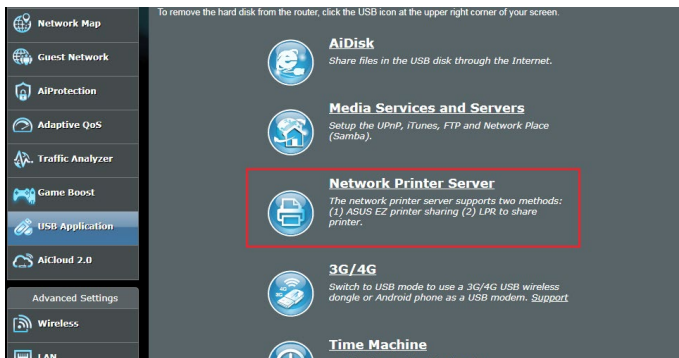 To remove the hard disk from the router, click the USB icon at the upper right corner of your screen.
Network Map
Guest Network
AiProtection
Adaptive QoS
Traffic Analyzer
Game Boost
USB Application
AiCloud 2.0
Advanced Settings
Wireless
LAN
AiDisk
Share files in the USB disk through the Internet.
Media Services and Servers
Setup the UPnP, iTunes, FTP and Network Place
(Samba).
Network Printer Server
The network printer server supports two methods:
(1) ASUS EZ printer sharing (2) LPR to share
printer.
3G/4G
Switch to USB mode to use a 3G/4G USB wireless
dongle or Android phone as a USB modem. Support
Time Machine